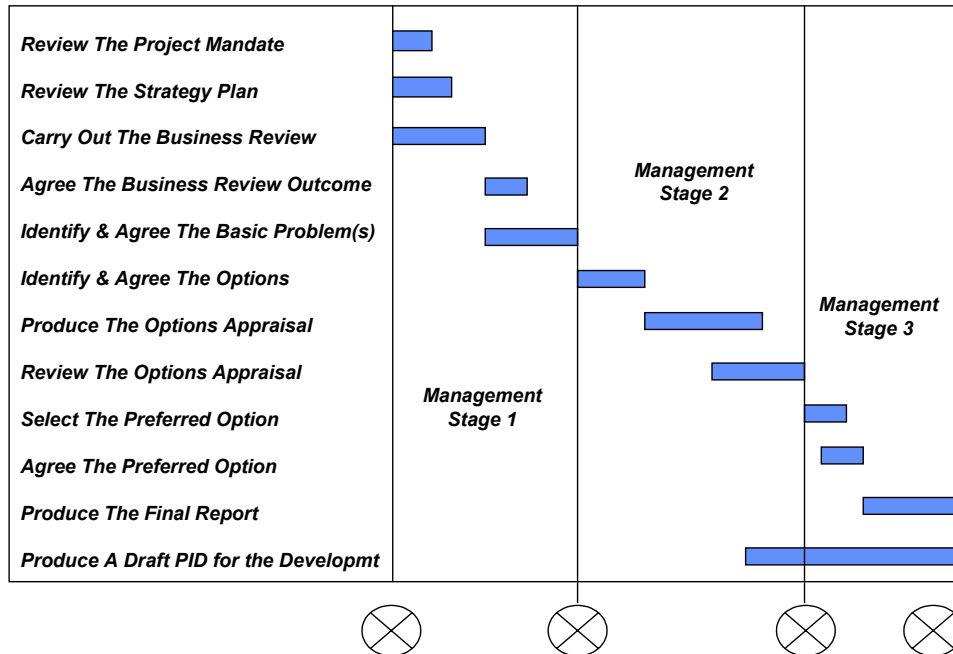 Review The Project Mandate
Review The Strategy Plan
Carry Out The Business Review
Agree The Business Review Outcome
Identify & Agree The Basic Problem(s)
Identify & Agree The Options
Produce The Options Appraisal
Review The Options Appraisal
Select The Preferred Option
Agree The Preferred Option
Produce The Final Report
Produce A Draft PID for the Developmt
Management
Stage 1
Management
Stage 2
Management
Stage 3